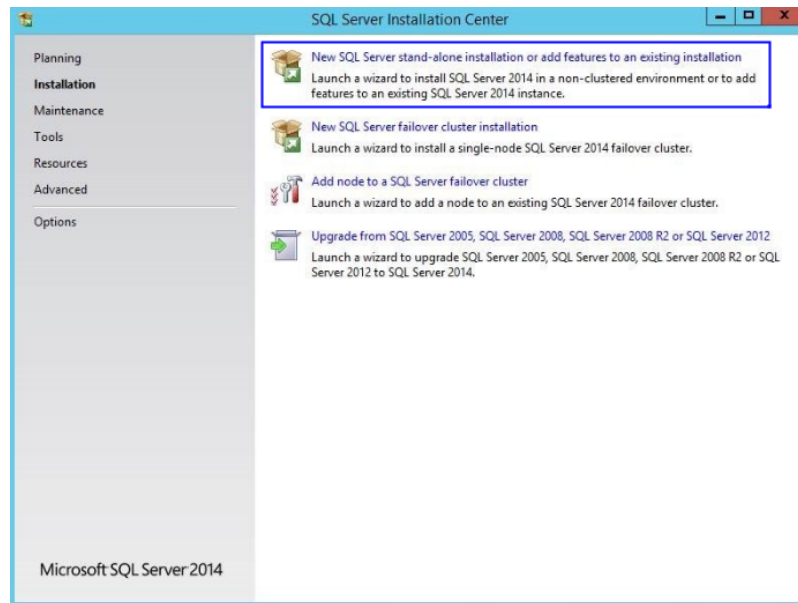 SQL Server Installation Center
Planning
Installation
Maintenance
Tools
Resources
Advanced
Options
New SQL Server stand-alone installation or add features to an existing installation
Launch a wizard to install SQL Server 2014 in a non-clustered environment or to add
features to an existing SQL Server 2014 instance.
New SQL Server failover cluster installation
Launch a wizard to install a single-node SQL Server 2014 failover cluster.
Add node to a SQL Server failover cluster
Launch a wizard to add a node to an existing SQL Server 2014 failover cluster.
Upgrade from SQL Server 2005, SQL Server 2008, SQL Server 2008 R2 or SQL Server 2012
Launch a wizard to upgrade SQL Server 2005, SQL Server 2008, SQL Server 2008 R2 or SQL
Server 2012 to SQL Server 2014.
Microsoft SQL Server 2014